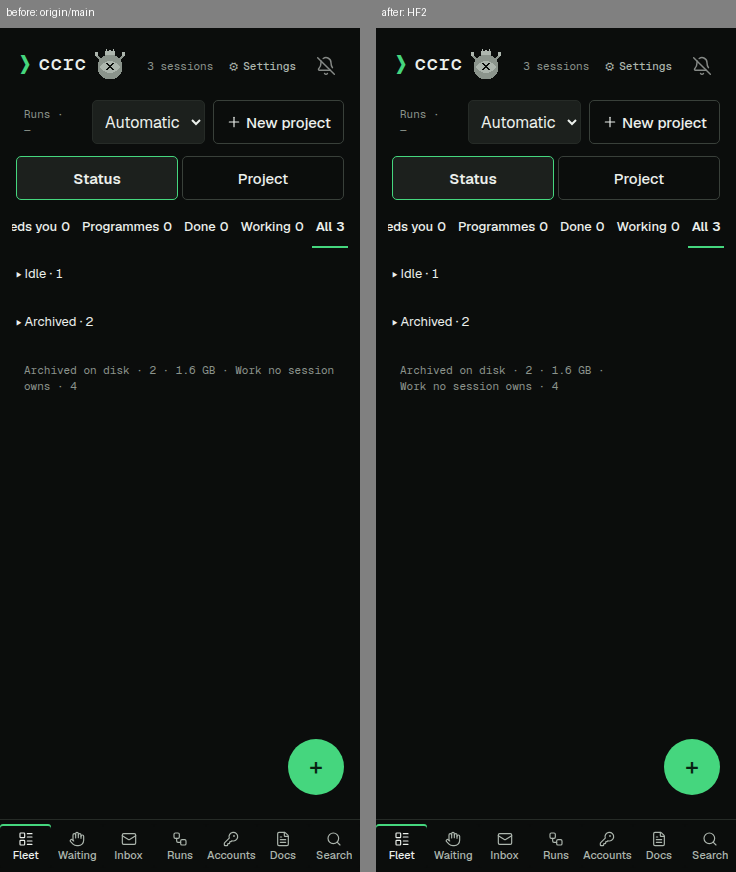 before: origin/main
❯ CCIC 3 sessions ⚙ Settings
Runs ·
—
Automatic
+ New project
Status Project
eds you 0 Programmes 0 Done 0 Working 0 All 3
▸ Idle · 1
▸ Archived · 2
Archived on disk · 2 · 1.6 GB · Work no session
owns · 4
+
Fleet Waiting Inbox Runs Accounts Docs Search
after: HF2
❯ CCIC 3 sessions ⚙ Settings
Runs ·
—
Automatic
+ New project
Status Project
eds you 0 Programmes 0 Done 0 Working 0 All 3
▸ Idle · 1
▸ Archived · 2
Archived on disk · 2 · 1.6 GB ·
Work no session owns · 4
+
Fleet Waiting Inbox Runs Accounts Docs Search